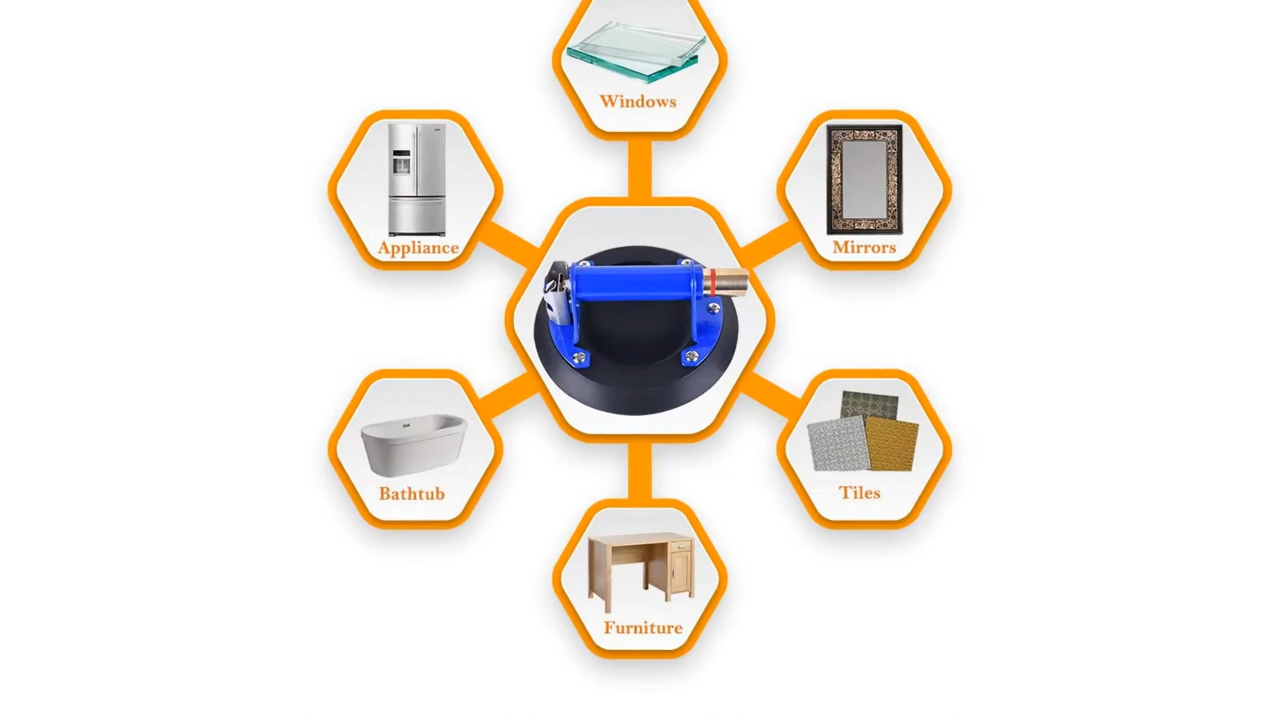 Windows
Appliance
Mirrors
Bathtub
Tiles
Furniture